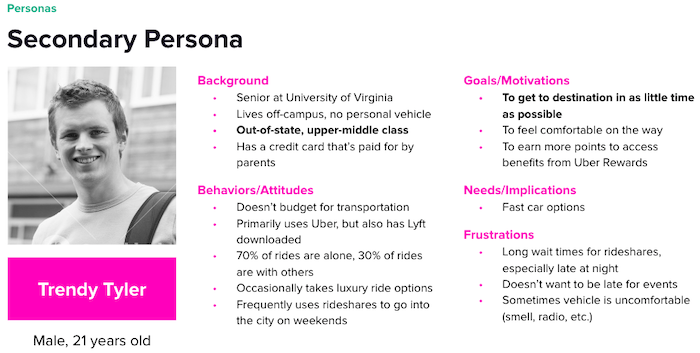 Personas
Secondary Persona
Trendy Tyler
Male, 21 years old
Background
• Senior at University of Virginia
• Lives off-campus, no personal vehicle
• Out-of-state, upper-middle class
• Has a credit card that's paid for by
parents
Behaviors/Attitudes
• Doesn't budget for transportation
• Primarily uses Uber, but also has Lyft
downloaded
• 70% of rides are alone, 30% of rides
are with others
• Occasionally takes luxury ride options
• Frequently uses rideshares to go into
the city on weekends
Goals/Motivations
• To get to destination in as little time
as possible
• To feel comfortable on the way
• To earn more points to access
benefits from Uber Rewards
Needs/Implications
• Fast car options
Frustrations
• Long wait times for rideshares,
especially late at night
• Doesn't want to be late for events
• Sometimes vehicle is uncomfortable
(smell, radio, etc.)